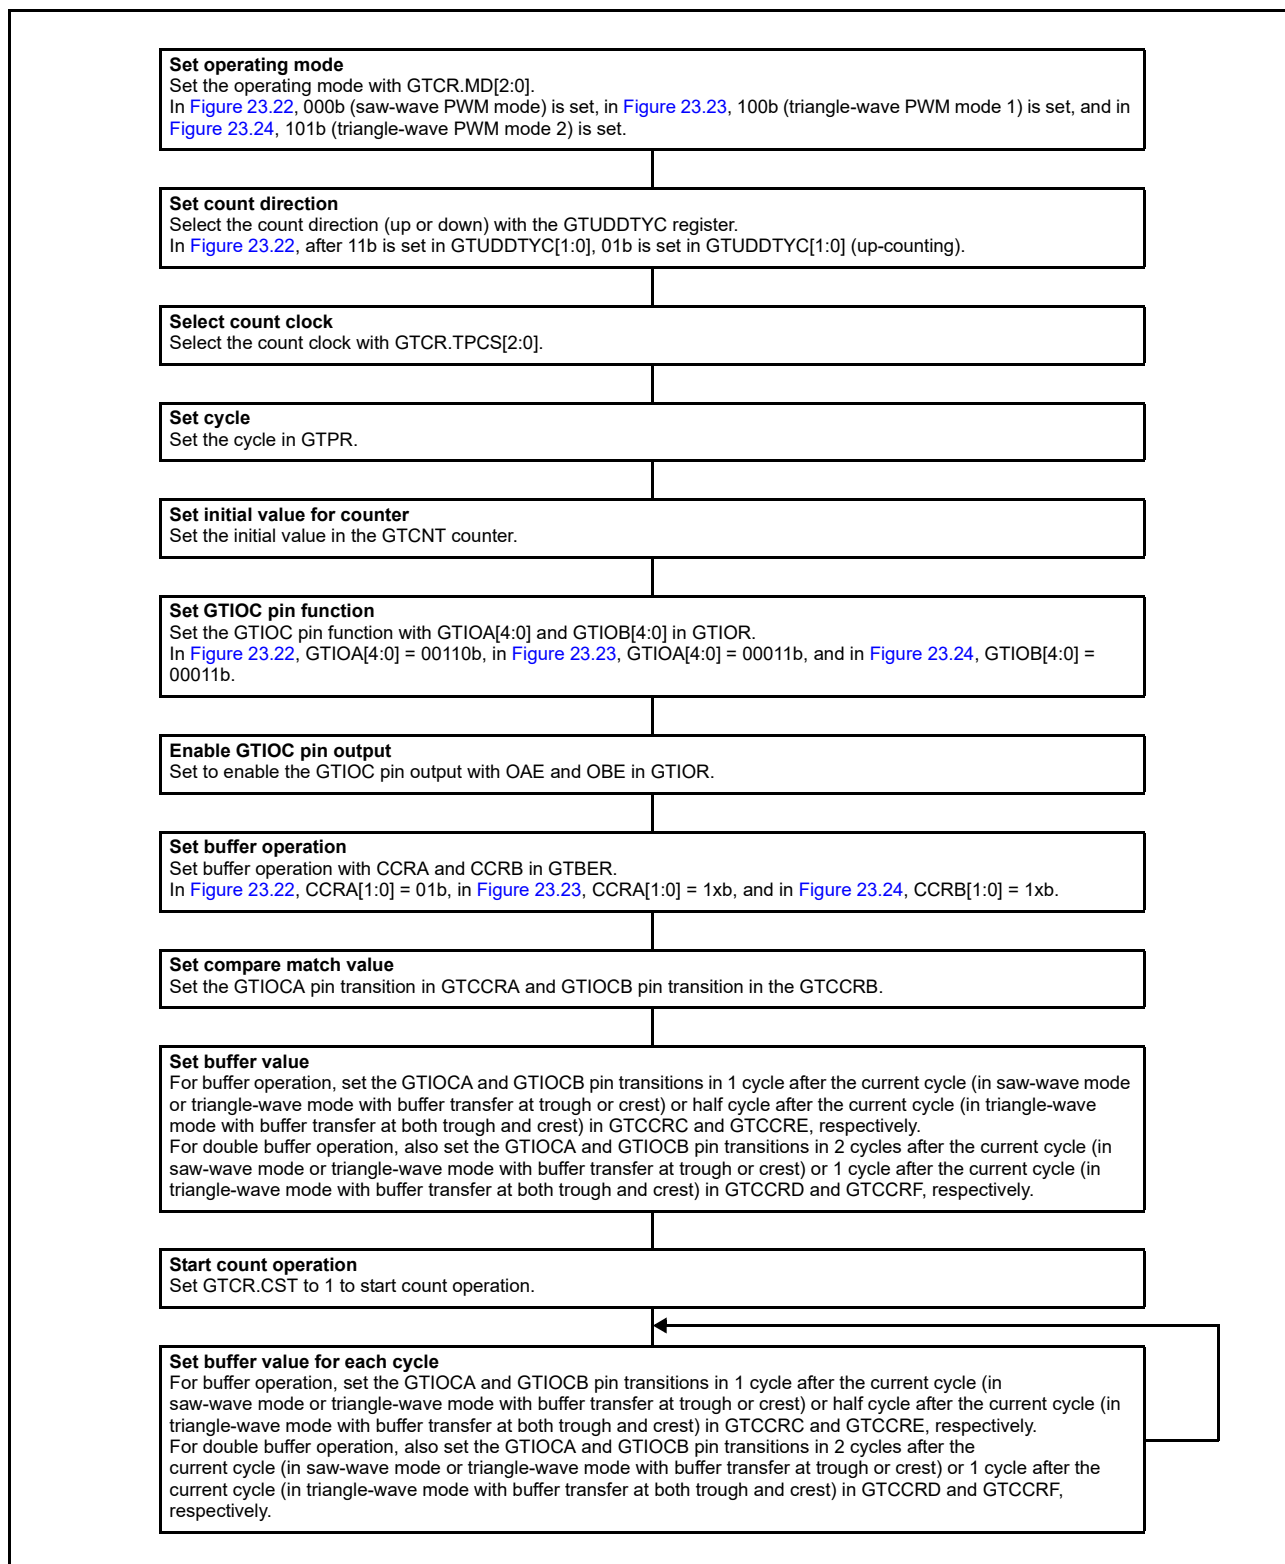 Set operating mode
Set the operating mode with GTCR.MD[2:0].
In Figure 23.22, 000b (saw-wave PWM mode) is set, in Figure 23.23, 100b (triangle-wave PWM mode 1) is set, and in
Figure 23.24, 101b (triangle-wave PWM mode 2) is set.
Set count direction
Select the count direction (up or down) with the GTUDDTYC register.
In Figure 23.22, after 11b is set in GTUDDTYC[1:0], 01b is set in GTUDDTYC[1:0] (up-counting).
Select count clock
Select the count clock with GTCR.TPCS[2:0].
Set cycle
Set the cycle in GTPR.
Set initial value for counter
Set the initial value in the GTCNT counter.
Set GTIOC pin function
Set the GTIOC pin function with GTIOA[4:0] and GTIOB[4:0] in GTIOR.
In Figure 23.22, GTIOA[4:0] = 00110b, in Figure 23.23, GTIOA[4:0] = 00011b, and in Figure 23.24, GTIOB[4:0] =
00011b.
Enable GTIOC pin output
Set to enable the GTIOC pin output with OAE and OBE in GTIOR.
Set buffer operation
Set buffer operation with CCRA and CCRB in GTBER.
In Figure 23.22, CCRA[1:0] = 01b, in Figure 23.23, CCRA[1:0] = 1xb, and in Figure 23.24, CCRB[1:0] = 1xb.
Set compare match value
Set the GTIOCA pin transition in GTCCRA and GTIOCB pin transition in the GTCCRB.
Set buffer value
For buffer operation, set the GTIOCA and GTIOCB pin transitions in 1 cycle after the current cycle (in saw-wave mode
or triangle-wave mode with buffer transfer at trough or crest) or half cycle after the current cycle (in triangle-wave
mode with buffer transfer at both trough and crest) in GTCCRC and GTCCRE, respectively.
For double buffer operation, also set the GTIOCA and GTIOCB pin transitions in 2 cycles after the current cycle (in
saw-wave mode or triangle-wave mode with buffer transfer at trough or crest) or 1 cycle after the current cycle (in
triangle-wave mode with buffer transfer at both trough and crest) in GTCCRD and GTCCRF, respectively.
Start count operation
Set GTCR.CST to 1 to start count operation.
Set buffer value for each cycle
For buffer operation, set the GTIOCA and GTIOCB pin transitions in 1 cycle after the current cycle (in
saw-wave mode or triangle-wave mode with buffer transfer at trough or crest) or half cycle after the current cycle (in
triangle-wave mode with buffer transfer at both trough and crest) in GTCCRC and GTCCRE, respectively.
For double buffer operation, also set the GTIOCA and GTIOCB pin transitions in 2 cycles after the
current cycle (in saw-wave mode or triangle-wave mode with buffer transfer at trough or crest) or 1 cycle after the
current cycle (in triangle-wave mode with buffer transfer at both trough and crest) in GTCCRD and GTCCRF,
respectively.